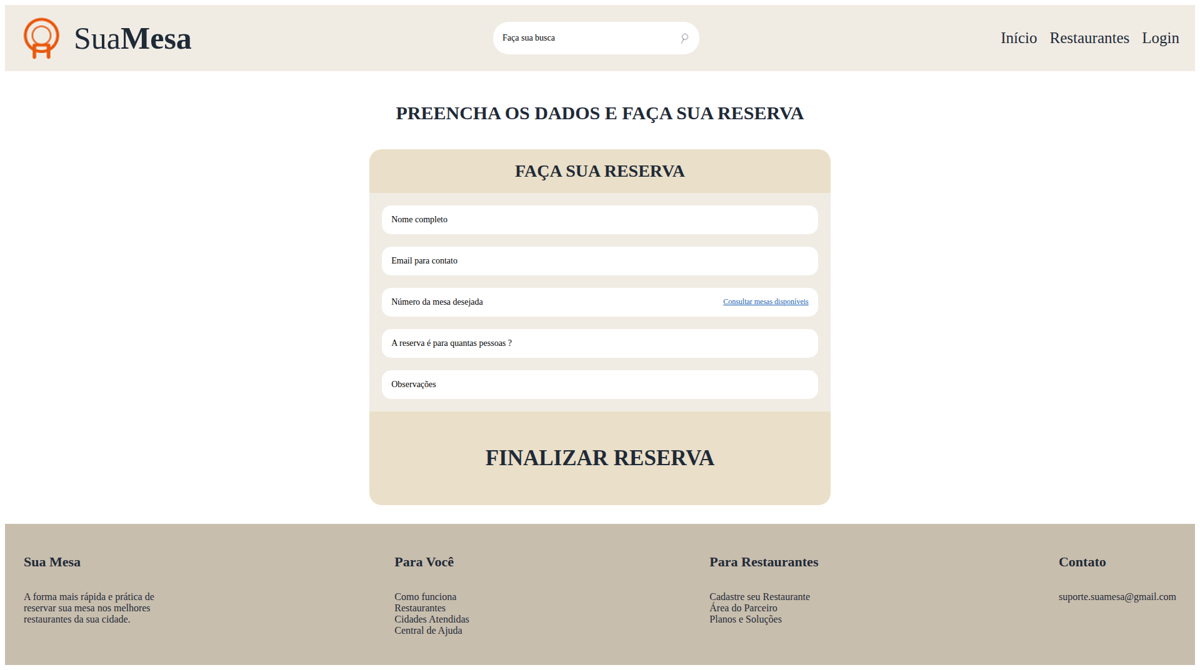 SuaMesa
Faça sua busca
Início Restaurantes Login
PREENCHA OS DADOS E FAÇA SUA RESERVA
FAÇA SUA RESERVA
Nome completo
Email para contato
Número da mesa desejada Consultar mesas disponíveis
A reserva é para quantas pessoas ?
Observações
FINALIZAR RESERVA
Sua Mesa
A forma mais rápida e prática de
reservar sua mesa nos melhores
restaurantes da sua cidade.
Para Você
Como funciona
Restaurantes
Cidades Atendidas
Central de Ajuda
Para Restaurantes
Cadastre seu Restaurante
Área do Parceiro
Planos e Soluções
Contato
suporte.suamesa@gmail.com